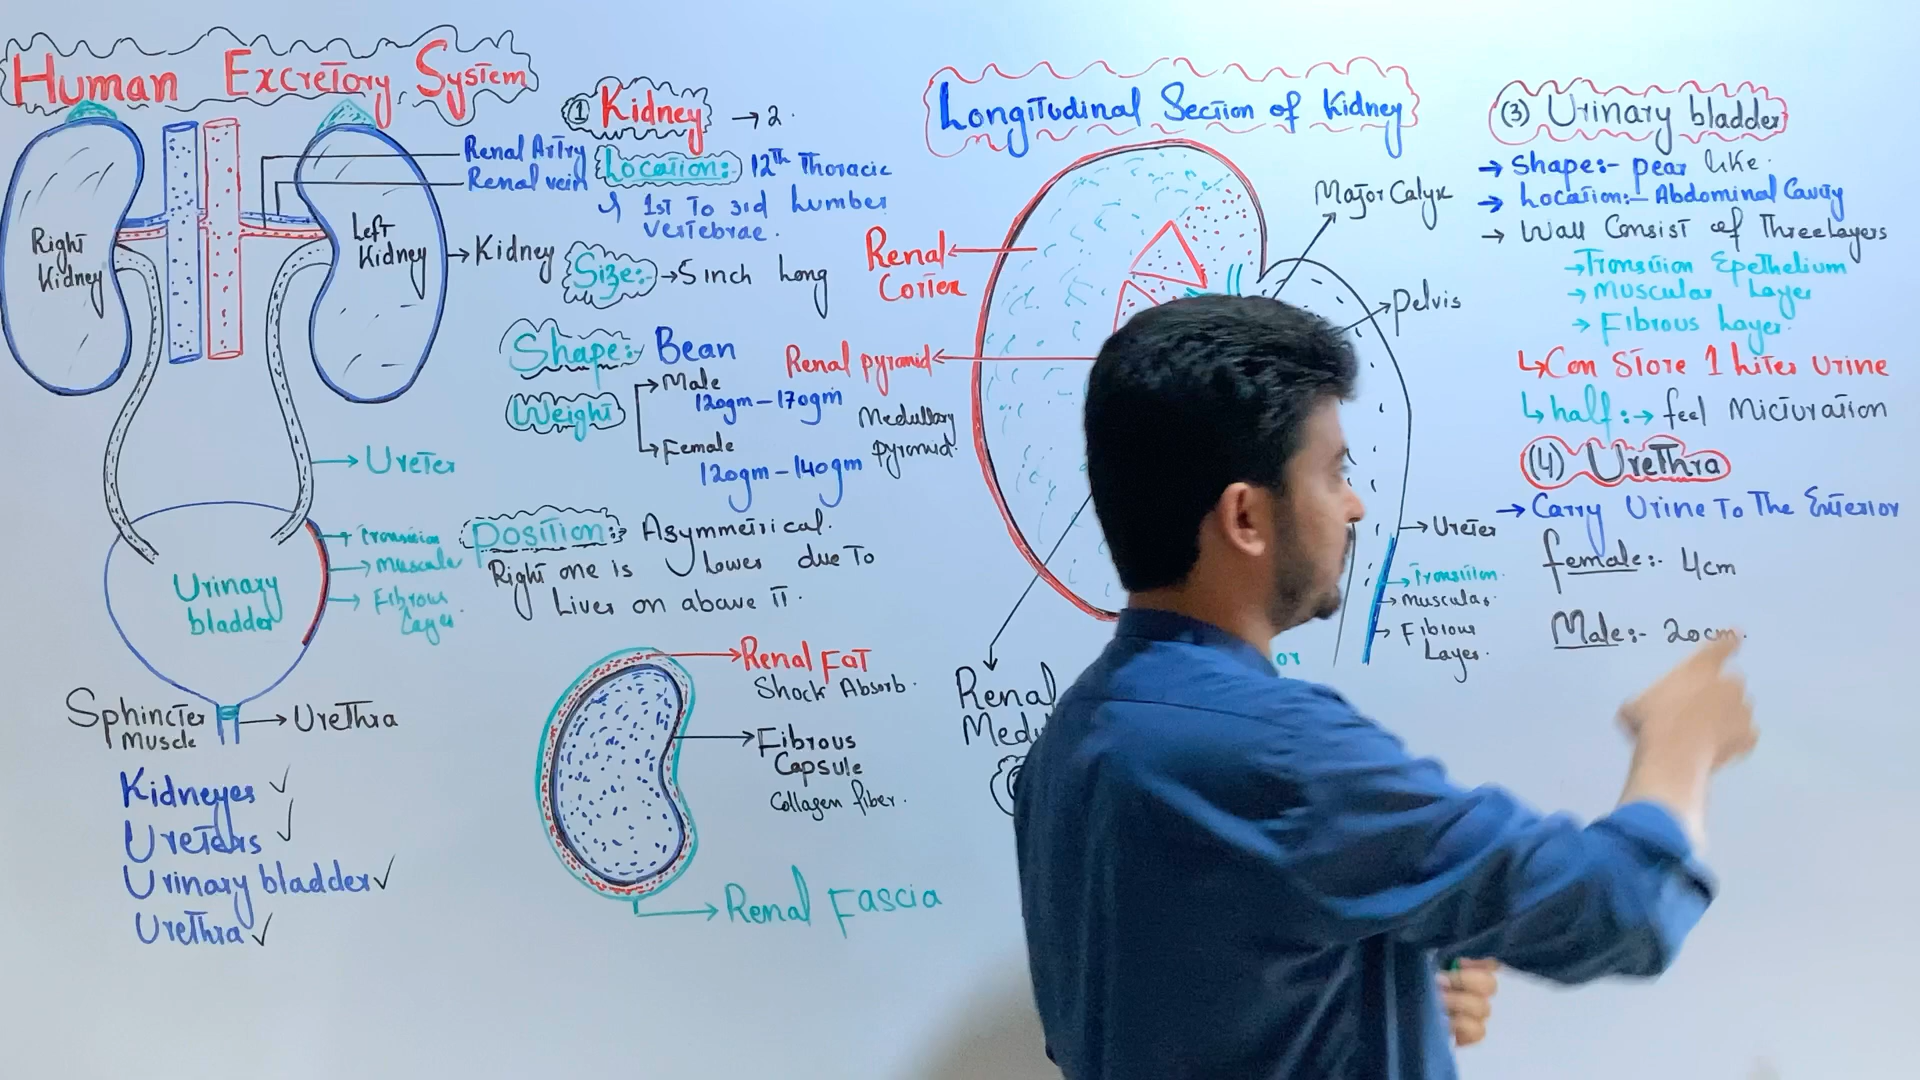 Human Excretory System
Right
Kidney
Left
Kidney
Renal Artry
Renal vein
Kidney
Ureter
Transition
Muscular
Fibrous
Layer
Urinary
bladder
Sphincter
Muscle
Urethra
Kidneyes ✓
Ureters ✓
Urinary bladder ✓
Urethra ✓
① Kidney → 2.
Location:- 12th Thoracic
1st To 3rd Lumber
Vertebrae.
Size:- → 5 inch Long
Shape:- Bean
Weight
Male
120gm – 170gm
Female
120gm – 140gm
Position:- Asymmetrical.
Right one is Lower due To
Liver on above it.
Renal Fat
Shock Absorb.
Fibrous
Capsule
Collagen fiber.
Renal Fascia
Longitudinal Section of Kidney
Renal
Cortex
Renal pyramid
Medullary
pyramid.
Renal
Medu
Major Calyx
Pelvis
Ureter
Transition.
Muscular.
Fibrous
Layer.
or
(3) Urinary bladder
→ Shape:- pear like.
→ Location:- Abdominal Cavity
→ Wall Consist of Three Layers
→ Transition Epethelium
→ Muscular Layer
→ Fibrous Layer.
↳ Can Store 1 Liter Urine
↳ half:→ feel Micturation
(4) Urethra
→ Carry Urine To The Exterior
female:- 4cm
Male:- 20cm.